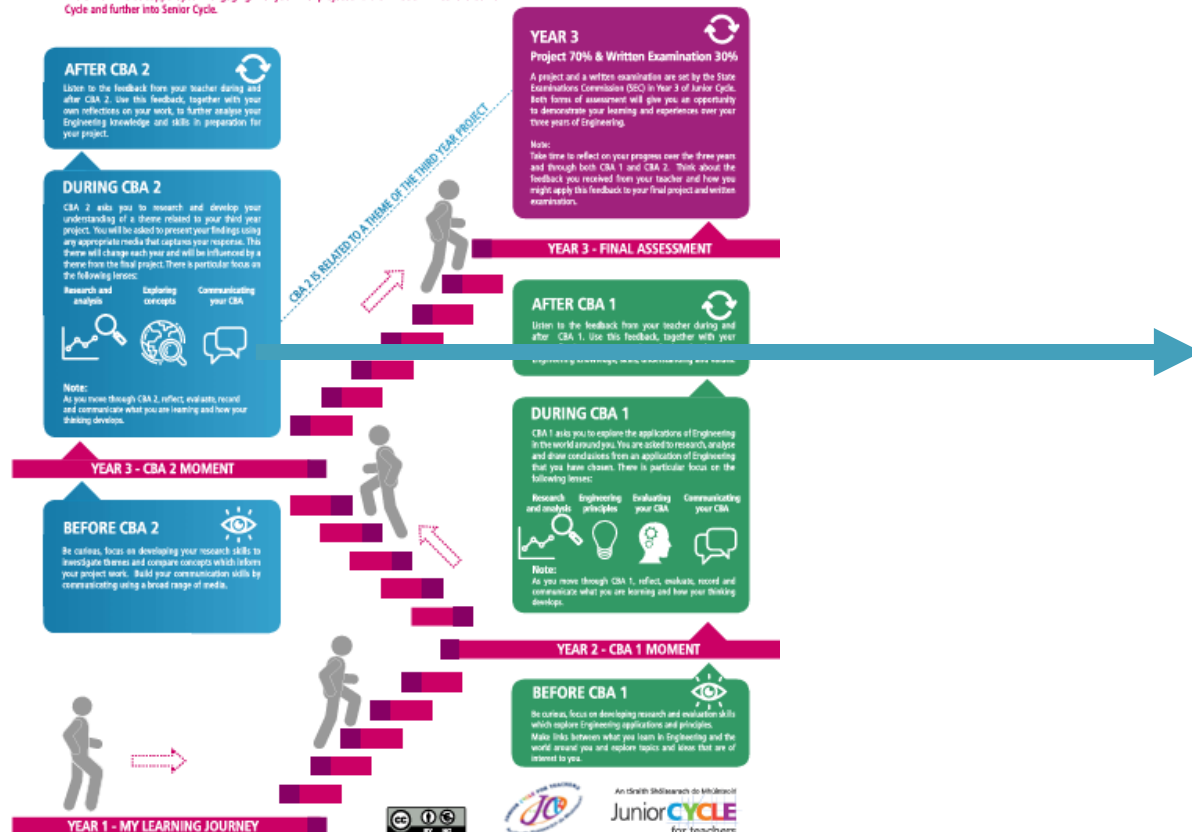 Cycle and further into Senior Cycle.
AFTER CBA 2
Listen to the feedback from your teacher during and
after CBA 2. Use this feedback, together with your
own reflections on your work, to further analyse your
Engineering knowledge and skills in preparation for
your project.
DURING CBA 2
CBA 2 asks you to research and develop your
understanding of a theme related to your third year
project. You will be asked to present your findings using
any appropriate media that captures your response. This
theme will change each year and will be influenced by a
theme from the final project. There is particular focus on
the following lenses:
Research and
analysis
Exploring
concepts
Communicating
your CBA
Note:
As you move through CBA 2, reflect, evaluate, record
and communicate what you are learning and how your
thinking develops.
YEAR 3 - CBA 2 MOMENT
BEFORE CBA 2
Be curious, focus on developing your research skills to
investigate themes and compare concepts which inform
your project work. Build your communication skills by
communicating using a broad range of media.
YEAR 1 - MY LEARNING JOURNEY
CBA 2 IS RELATED TO A THEME OF THE THIRD YEAR PROJECT
YEAR 3
Project 70% & Written Examination 30%
A project and a written examination are set by the State
Examinations Commission (SEC) in Year 3 of Junior Cycle.
Both forms of assessment will give you an opportunity
to demonstrate your learning and experiences over your
three years of Engineering.
Note:
Take time to reflect on your progress over the three years
and through both CBA 1 and CBA 2. Think about the
feedback you received from your teacher and how you
might apply this feedback to your final project and written
examination.
YEAR 3 - FINAL ASSESSMENT
AFTER CBA 1
Listen to the feedback from your teacher during and
after CBA 1. Use this feedback, together with your
DURING CBA 1
CBA 1 asks you to explore the applications of Engineering
in the world around you. You are asked to research, analyse
and draw conclusions from an application of Engineering
that you have chosen. There is particular focus on the
following lenses:
Research
and analysis
Engineering
principles
Evaluating
your CBA
Communicating
your CBA
Note:
As you move through CBA 1, reflect, evaluate, record and
communicate what you are learning and how your thinking
develops.
YEAR 2 - CBA 1 MOMENT
BEFORE CBA 1
Be curious, focus on developing research and evaluation skills
which explore Engineering applications and principles.
Make links between what you learn in Engineering and the
world around you and explore topics and ideas that are of
interest to you.
cc
JC
An tSraith Shóisearach do Mhúinteoirí
JuniorCYCLE
for teachers